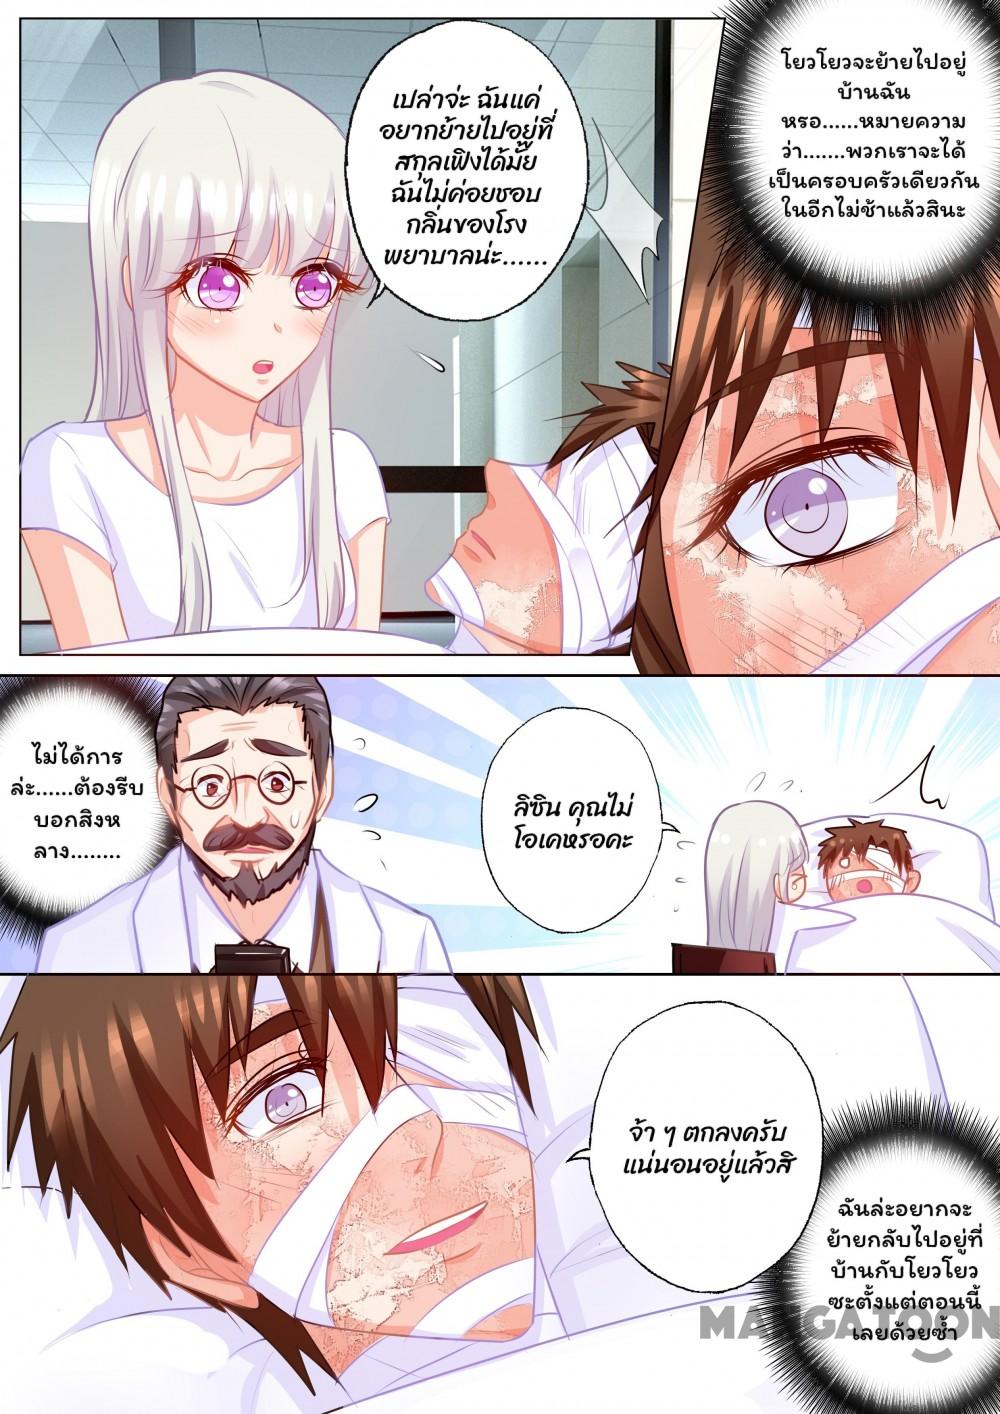 เปล่าจ่ะ ฉันแค่
อยากย้ายไปอยู่ที่
สกุลเฟิงได้มั้ย
ฉันไม่ค่อยชอบ
กลิ่นของโรง
พยาบาลน่ะ......
โยวโยวจะย้ายไปอยู่
บ้านฉัน
หรอ......หมายความ
ว่า.......พวกเราจะได้
เป็นครอบครัวเดียวกัน
ในอีกไม่ช้าแล้วสินะ
ไม่ได้การ
ล่ะ......ต้องรีบ
บอกสิงห
ลาง........
ลิซิน คุณไม่
โอเคหรอคะ
จ้า ๆ ตกลงครับ
แน่นอนอยู่แล้วสิ
ฉันล่ะอยากจะ
ย้ายกลับไปอยู่ที่
บ้านกับโยวโยว
ซะตั้งแต่ตอนนี้
เลยด้วยซ้ำ
MANGATOON